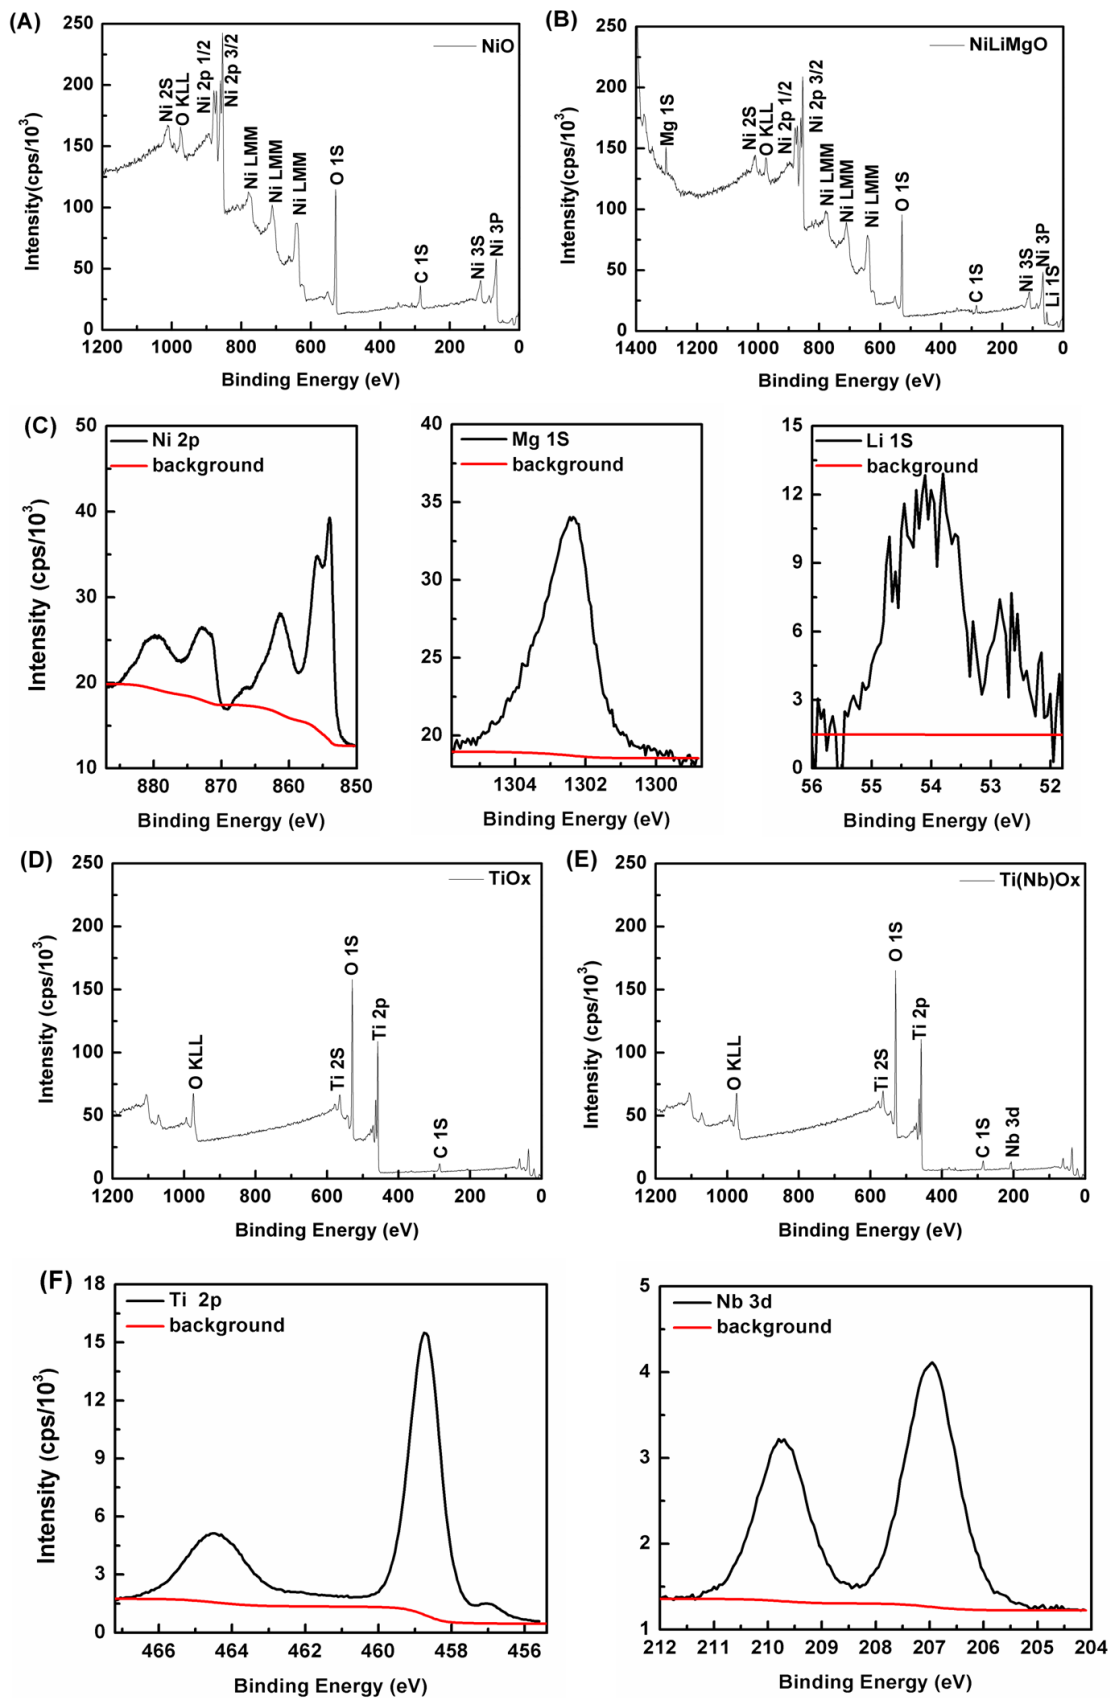 (A)
NiO
Ni 2S
O KLL
Ni 2p 1/2
Ni 2p 3/2
Ni LMM
Ni LMM
Ni LMM
O 1S
C 1S
Ni 3S
Ni 3P
250
200
150
100
50
0
Intensity(cps/10³)
1200 1000 800 600 400 200 0
Binding Energy (eV)
(B)
NiLiMgO
Mg 1S
Ni 2S
O KLL
Ni 2p 1/2
Ni 2p 3/2
Ni LMM
Ni LMM
Ni LMM
O 1S
C 1S
Ni 3S
Ni 3P
Li 1S
250
200
150
100
50
0
Intensity(cps/10³)
1400 1200 1000 800 600 400 200 0
Binding Energy (eV)
(C)
Ni 2p
background
50
40
30
20
10
Intensity (cps/10³)
880 870 860 850
Binding Energy (eV)
Mg 1S
background
40
35
30
25
20
1304 1302 1300
Binding Energy (eV)
Li 1S
background
15
12
9
6
3
0
56 55 54 53 52
Binding Energy (eV)
(D)
TiOx
O KLL
Ti 2S
O 1S
Ti 2p
C 1S
250
200
150
100
50
0
Intensity (cps/10³)
1200 1000 800 600 400 200 0
Binding Energy (eV)
(E)
Ti(Nb)Ox
O KLL
Ti 2S
O 1S
Ti 2p
C 1S
Nb 3d
250
200
150
100
50
0
Intensity (cps/10³)
1200 1000 800 600 400 200 0
Binding Energy (eV)
(F)
Ti 2p
background
18
15
12
9
6
3
0
Intensity (cps/10³)
466 464 462 460 458 456
Binding Energy (eV)
Nb 3d
background
5
4
3
2
1
212 211 210 209 208 207 206 205 204
Binding Energy (eV)